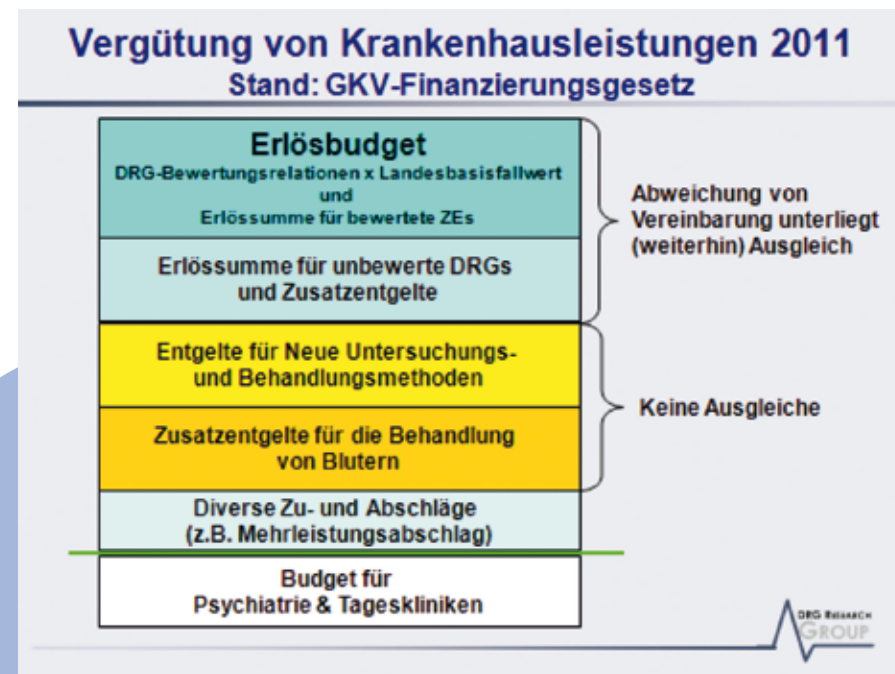 Vergütung von Krankenhausleistungen 2011
Stand: GKV-Finanzierungsgesetz
Erlösbudget
DRG-Bewertungsrelationen x Landesbasisfallwert
und
Erlössumme für bewertete ZEs
Erlössumme für unbewerte DRGs
und Zusatzentgelte
Abweichung von
Vereinbarung unterliegt
(weiterhin) Ausgleich
Entgelte für Neue Untersuchungs-
und Behandlungsmethoden
Zusatzentgelte für die Behandlung
von Blutern
Keine Ausgleiche
Diverse Zu- und Abschläge
(z.B. Mehrleistungsabschlag)
Budget für
Psychiatrie & Tageskliniken
DRG RESEARCH
GROUP